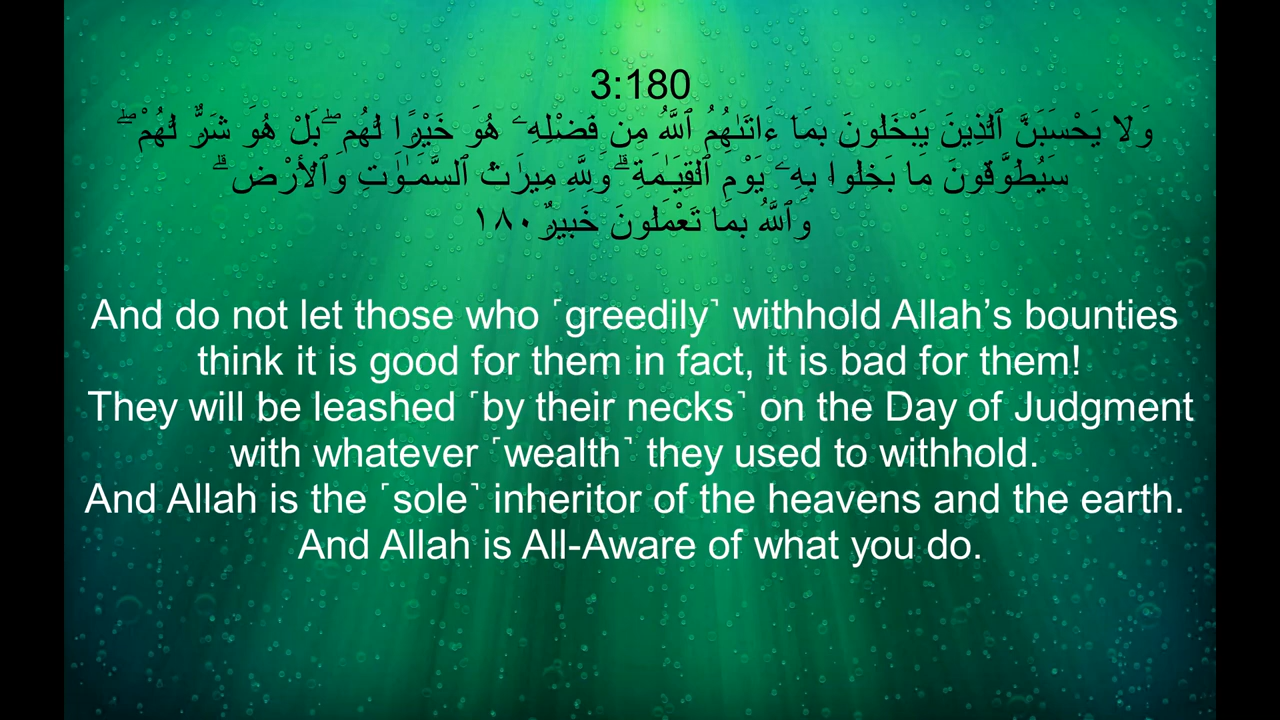 3:180
وَلَا يَحْسَبَنَّ ٱلَّذِينَ يَبْخَلُونَ بِمَآ ءَاتَىٰهُمُ ٱللَّهُ مِن فَضْلِهِۦ هُوَ خَيْرًۭا لَّهُم ۖ بَلْ هُوَ شَرٌّۭ لَّهُمْ ۖ
سَيُطَوَّقُونَ مَا بَخِلُوا۟ بِهِۦ يَوْمَ ٱلْقِيَـٰمَةِ ۗ وَلِلَّهِ مِيرَٰثُ ٱلسَّمَـٰوَٰتِ وَٱلْأَرْضِ ۗ
وَٱللَّهُ بِمَا تَعْمَلُونَ خَبِيرٌۭ ١٨٠
And do not let those who ˹greedily˺ withhold Allah’s bounties
think it is good for them in fact, it is bad for them!
They will be leashed ˹by their necks˺ on the Day of Judgment
with whatever ˹wealth˺ they used to withhold.
And Allah is the ˹sole˺ inheritor of the heavens and the earth.
And Allah is All-Aware of what you do.